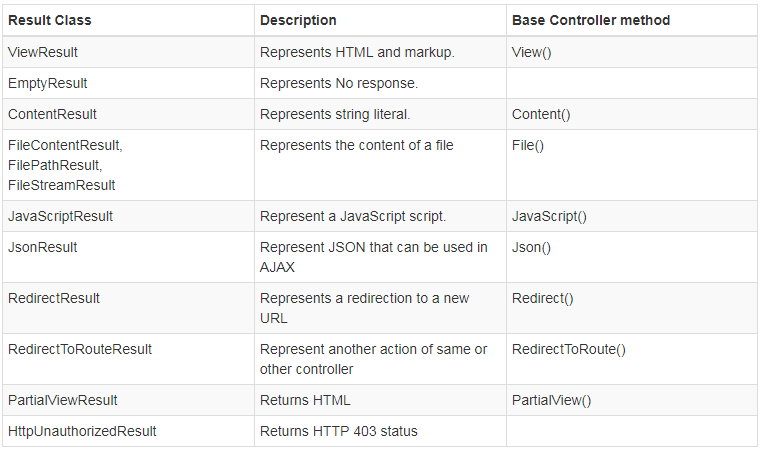 Result Class Description Base Controller method
ViewResult Represents HTML and markup. View()
EmptyResult Represents No response.
ContentResult Represents string literal. Content()
FileContentResult, Represents the content of a file File()
FilePathResult,
FileStreamResult
JavaScriptResult Represent a JavaScript script. JavaScript()
JsonResult Represent JSON that can be used in Json()
AJAX
RedirectResult Represents a redirection to a new Redirect()
URL
RedirectToRouteResult Represent another action of same or RedirectToRoute()
other controller
PartialViewResult Returns HTML PartialView()
HttpUnauthorizedResult Returns HTTP 403 status